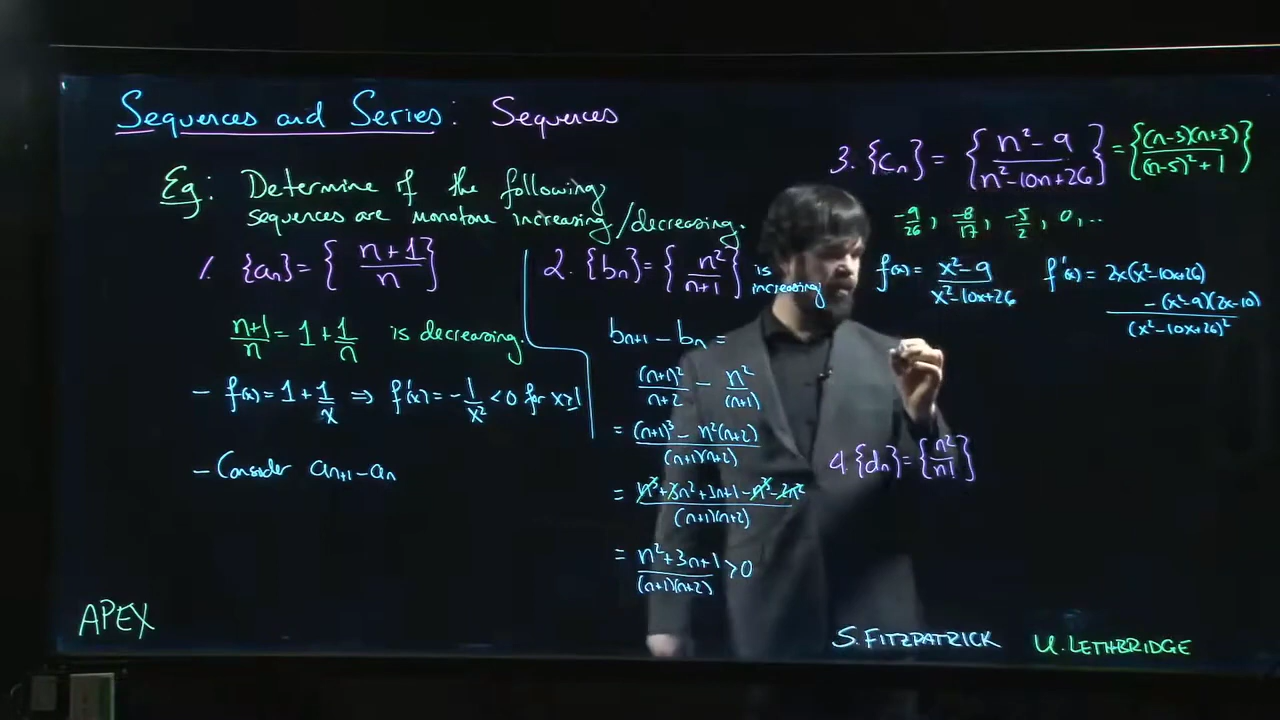 Sequences and Series: Sequences
Eg: Determine if the following
sequences are monotone increasing/decreasing.
1. {aₙ} = { (n+1)/n }
(n+1)/n = 1 + 1/n is decreasing.
- f(x) = 1 + 1/x ⇒ f'(x) = -1/x² < 0 for x ≥ 1
- Consider aₙ₊₁ - aₙ
2. {bₙ} = { n²/(n+1) } is
increasing
bₙ₊₁ - bₙ =
(n+1)²/(n+2) - n²/(n+1)
= ((n+1)³ - n²(n+2))/((n+1)(n+2))
= (n³ + 3n² + 3n + 1 - n³ - 2n²)/((n+1)(n+2))
= (n² + 3n + 1)/((n+1)(n+2)) > 0
3. {cₙ} = { (n² - 9)/(n² - 10n + 26) } = { ((n-3)(n+3))/((n-5)² + 1) }
-9/26, -8/17, -5/2, 0, ..
f(x) = (x² - 9)/(x² - 10x + 26)
f'(x) = (2x(x² - 10x + 26) - (x² - 9)(2x - 10))/(x² - 10x + 26)²
4. {dₙ} = { n²/n! }
APEX
S. FITZPATRICK U. LETHBRIDGE